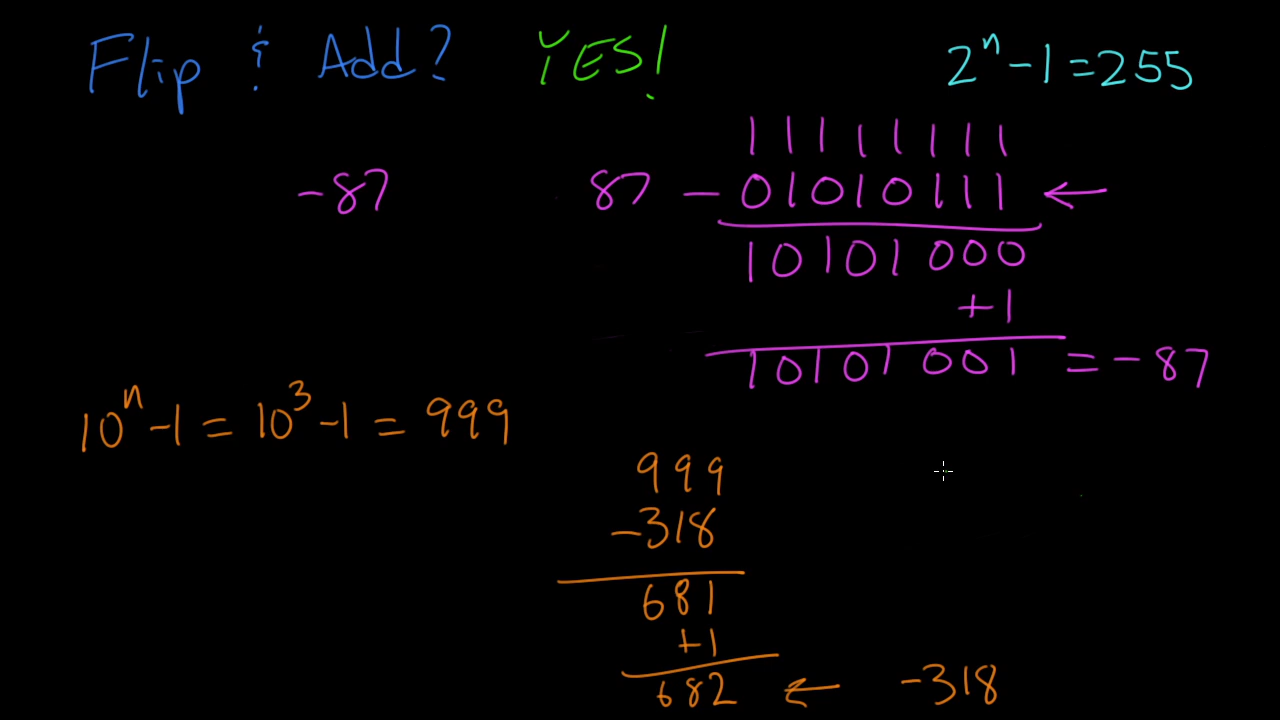 Flip & Add? YES!
2ⁿ - 1 = 255
11111111
-87
87 - 01010111 ←
10101000
+1
10101001 = -87
10ⁿ - 1 = 10³ - 1 = 999
999
-318
681
+1
682 ← -318